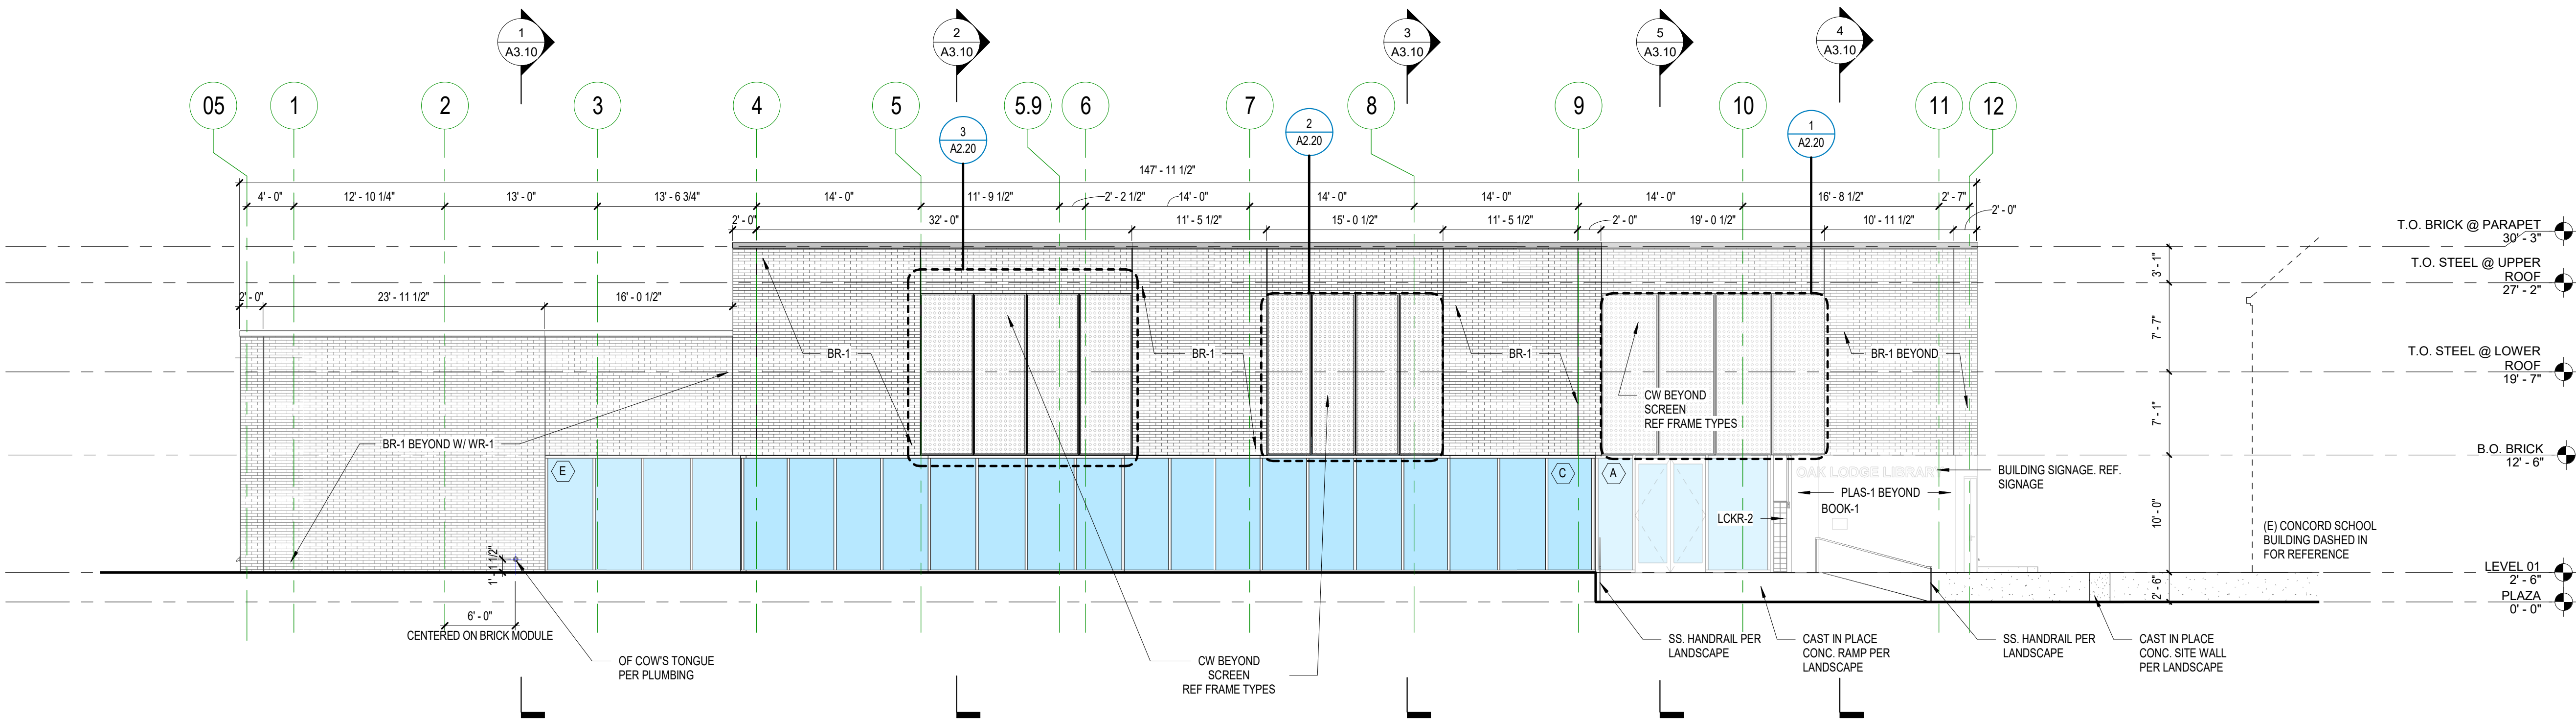 1
A3.10
2
A3.10
3
A3.10
5
A3.10
4
A3.10
05
1
2
3
4
5
5.9
6
7
8
9
10
11
12
3
A2.20
2
A2.20
1
A2.20
147' - 11 1/2"
4' - 0"
12' - 10 1/4"
13' - 0"
13' - 6 3/4"
14' - 0"
11' - 9 1/2"
2' - 2 1/2"
14' - 0"
14' - 0"
14' - 0"
14' - 0"
16' - 8 1/2"
2' - 7"
2' - 0"
32' - 0"
11' - 5 1/2"
15' - 0 1/2"
11' - 5 1/2"
2' - 0"
19' - 0 1/2"
10' - 11 1/2"
2' - 0"
2' - 0"
23' - 11 1/2"
16' - 0 1/2"
T.O. BRICK @ PARAPET
30' - 3"
T.O. STEEL @ UPPER
ROOF
27' - 2"
T.O. STEEL @ LOWER
ROOF
19' - 7"
B.O. BRICK
12' - 6"
LEVEL 01
2' - 6"
PLAZA
0' - 0"
3' - 1"
7' - 7"
7' - 1"
10' - 0"
2' - 6"
BR-1
BR-1
BR-1
BR-1 BEYOND
CW BEYOND
SCREEN
REF FRAME TYPES
BR-1 BEYOND W/ WR-1
E
C
A
OAK LODGE LIBRARY
BUILDING SIGNAGE. REF.
SIGNAGE
PLAS-1 BEYOND
BOOK-1
LCKR-2
(E) CONCORD SCHOOL
BUILDING DASHED IN
FOR REFERENCE
1' - 1 1/2"
6' - 0"
CENTERED ON BRICK MODULE
OF COW'S TONGUE
PER PLUMBING
CW BEYOND
SCREEN
REF FRAME TYPES
SS. HANDRAIL PER
LANDSCAPE
CAST IN PLACE
CONC. RAMP PER
LANDSCAPE
SS. HANDRAIL PER
LANDSCAPE
CAST IN PLACE
CONC. SITE WALL
PER LANDSCAPE